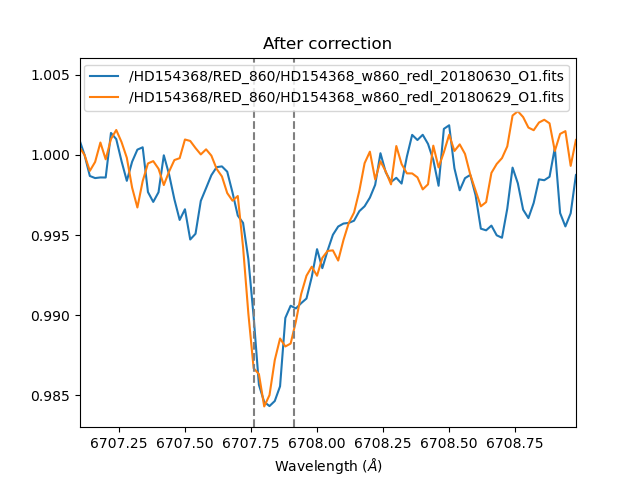 After correction
/HD154368/RED_860/HD154368_w860_redl_20180630_O1.fits
/HD154368/RED_860/HD154368_w860_redl_20180629_O1.fits
1.005
1.000
0.995
0.990
0.985
6707.25 6707.50 6707.75 6708.00 6708.25 6708.50 6708.75
Wavelength (Å)